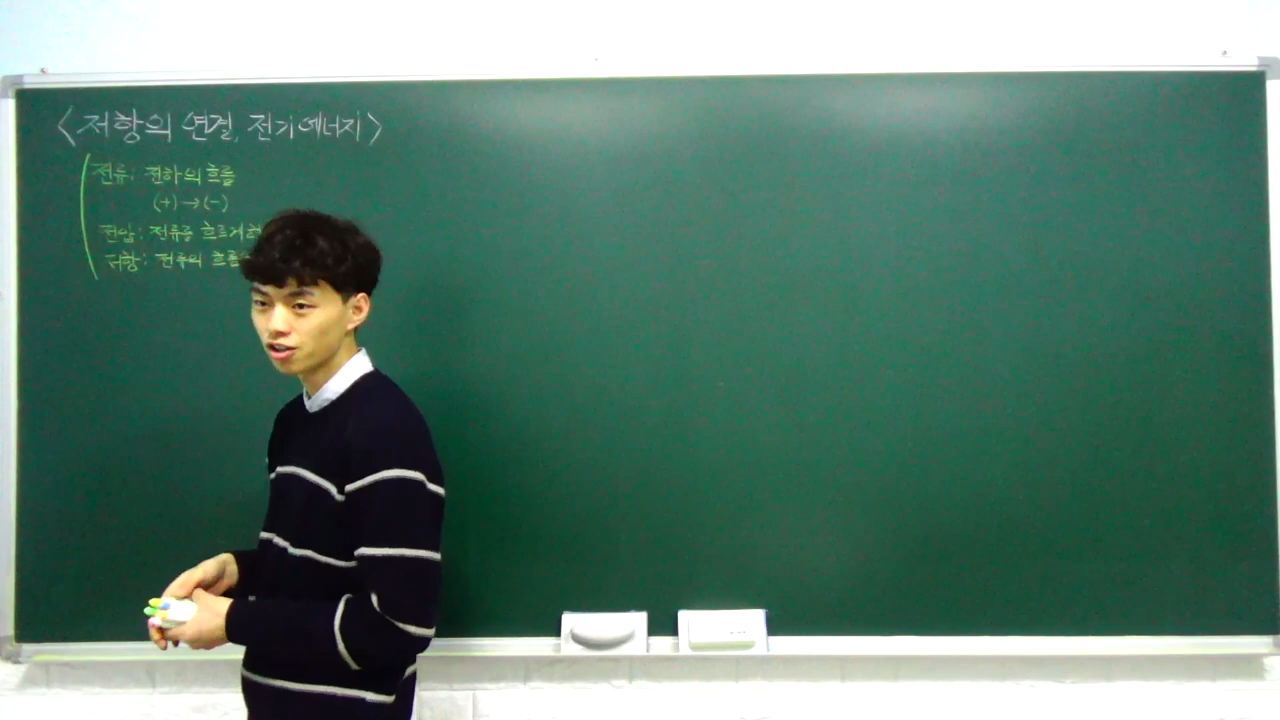 <저항의 연결, 전기에너지>
전류: 전하의 흐름
(+)→(-)
전압: 전류를 흐르게 하
저항: 전류의 흐름